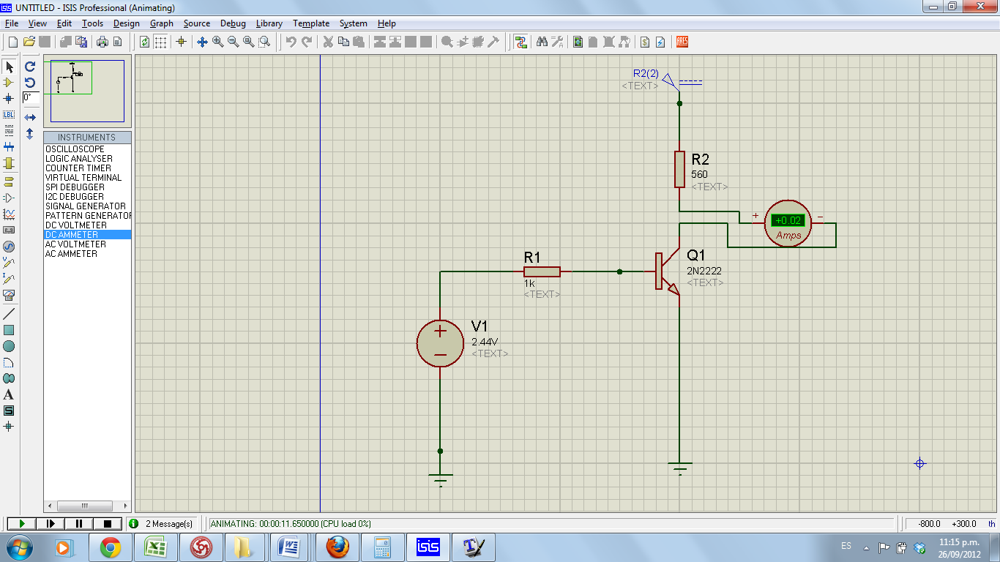 UNTITLED - ISIS Professional (Animating)
File View Edit Tools Design Graph Source Debug Library Template System Help
0°
LBL
A
S
ARES
INSTRUMENTS
OSCILLOSCOPE
LOGIC ANALYSER
COUNTER TIMER
VIRTUAL TERMINAL
SPI DEBUGGER
I2C DEBUGGER
SIGNAL GENERATOR
PATTERN GENERATOR
DC VOLTMETER
DC AMMETER
AC VOLTMETER
AC AMMETER
R2(2)
<TEXT>
R2
560
<TEXT>
+ +0.02 −
Amps
R1
1k
<TEXT>
Q1
2N2222
<TEXT>
V1
2.44V
<TEXT>
2 Message(s)
ANIMATING: 00:00:11.650000 (CPU load 0%)
-800.0 +300.0 th
isis
ES
11:15 p.m.
26/09/2012